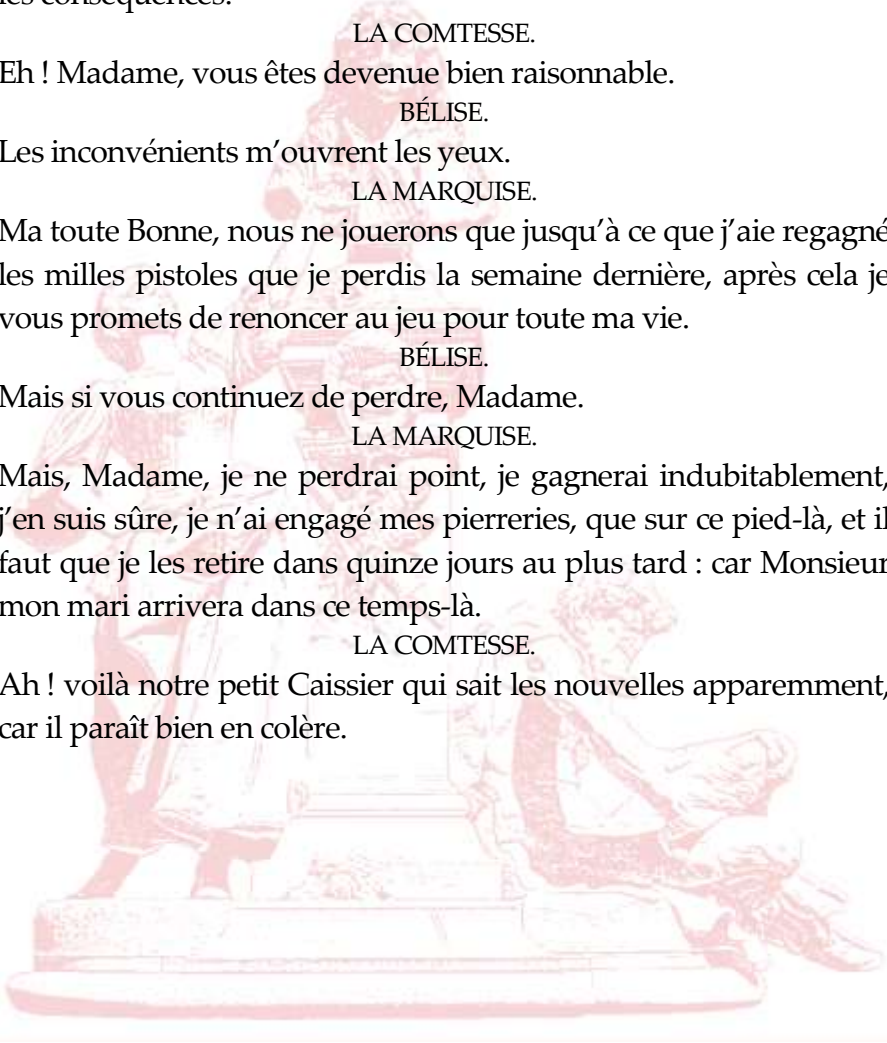 les conséquences.
LA COMTESSE.
Eh ! Madame, vous êtes devenue bien raisonnable.
BÉLISE.
Les inconvénients m’ouvrent les yeux.
LA MARQUISE.
Ma toute Bonne, nous ne jouerons que jusqu’à ce que j’aie regagné
les milles pistoles que je perdis la semaine dernière, après cela je
vous promets de renoncer au jeu pour toute ma vie.
BÉLISE.
Mais si vous continuez de perdre, Madame.
LA MARQUISE.
Mais, Madame, je ne perdrai point, je gagnerai indubitablement,
j’en suis sûre, je n’ai engagé mes pierreries, que sur ce pied-là, et il
faut que je les retire dans quinze jours au plus tard : car Monsieur
mon mari arrivera dans ce temps-là.
LA COMTESSE.
Ah ! voilà notre petit Caissier qui sait les nouvelles apparemment,
car il paraît bien en colère.